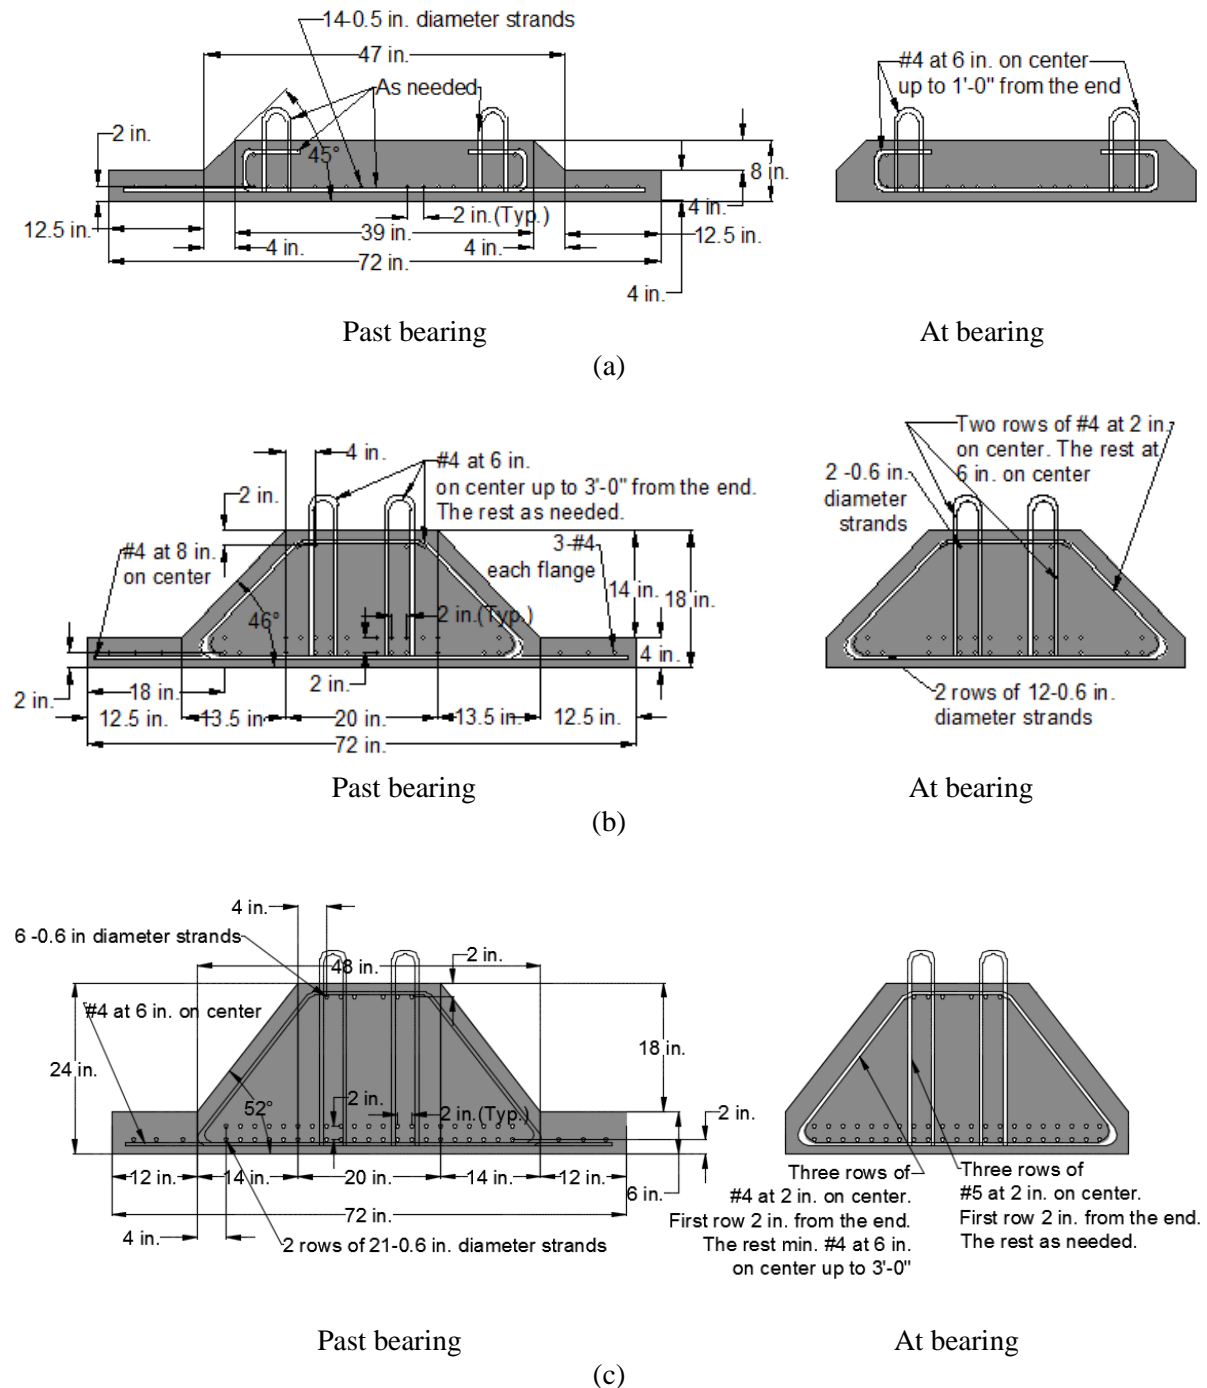 14-0.5 in. diameter strands
47 in.
As needed
2 in.
45°
8 in.
4 in.
2 in.(Typ.)
12.5 in.
39 in.
12.5 in.
4 in.
4 in.
72 in.
4 in.
#4 at 6 in. on center
up to 1'-0" from the end
Past bearing
At bearing
(a)
4 in.
#4 at 6 in.
on center up to 3'-0" from the end.
The rest as needed.
2 in.
#4 at 8 in.
on center
3-#4
each flange
14 in.
18 in.
46°
2 in.(Typ.)
4 in.
2 in.
2 in.
18 in.
12.5 in.
13.5 in
20 in.
13.5 in.
12.5 in.
72 in.
Two rows of #4 at 2 in.
on center. The rest at
6 in. on center
2 -0.6 in.
diameter
strands
2 rows of 12-0.6 in.
diameter strands
Past bearing
At bearing
(b)
4 in.
6 -0.6 in diameter strands
2 in.
48 in.
#4 at 6 in. on center
24 in.
18 in.
52°
2 in.
2 in.(Typ.)
2 in.
12 in.
14 in.
20 in.
14 in.
12 in.
6 in.
72 in.
4 in.
2 rows of 21-0.6 in. diameter strands
Three rows of
#4 at 2 in. on center.
First row 2 in. from the end.
The rest min. #4 at 6 in.
on center up to 3'-0"
Three rows of
#5 at 2 in. on center.
First row 2 in. from the end.
The rest as needed.
Past bearing
At bearing
(c)